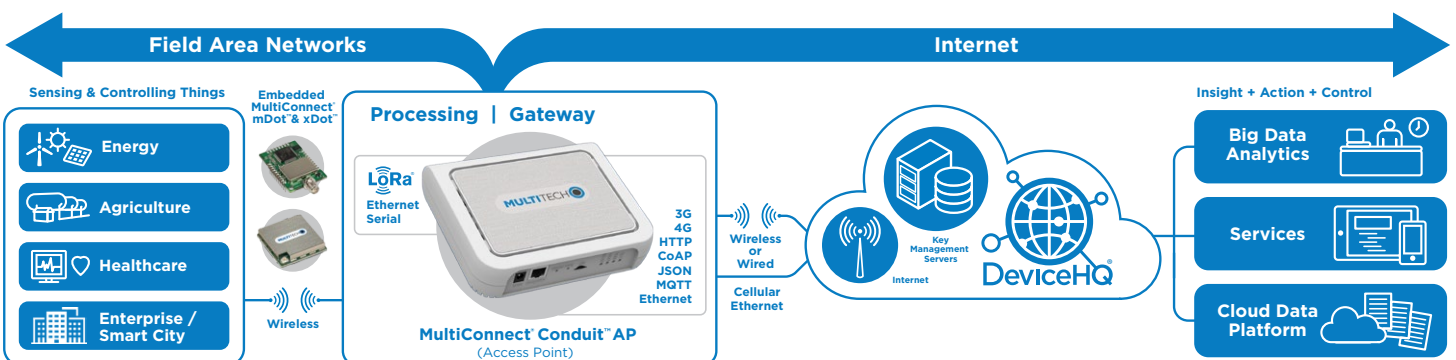 Field Area Networks
Internet
Sensing & Controlling Things
Energy
Agriculture
Healthcare
Enterprise /
Smart City
Embedded
MultiConnect®
mDot™ & xDot™
Wireless
Processing | Gateway
LoRa®
Ethernet
Serial
MULTITECH
MULTITECH
3G
4G
HTTP
CoAP
JSON
MQTT
Ethernet
MultiConnect® Conduit™ AP
(Access Point)
Wireless
or
Wired
Cellular
Ethernet
Internet
Key
Management
Servers
DeviceHQ®
Insight + Action + Control
Big Data
Analytics
Services
Cloud Data
Platform